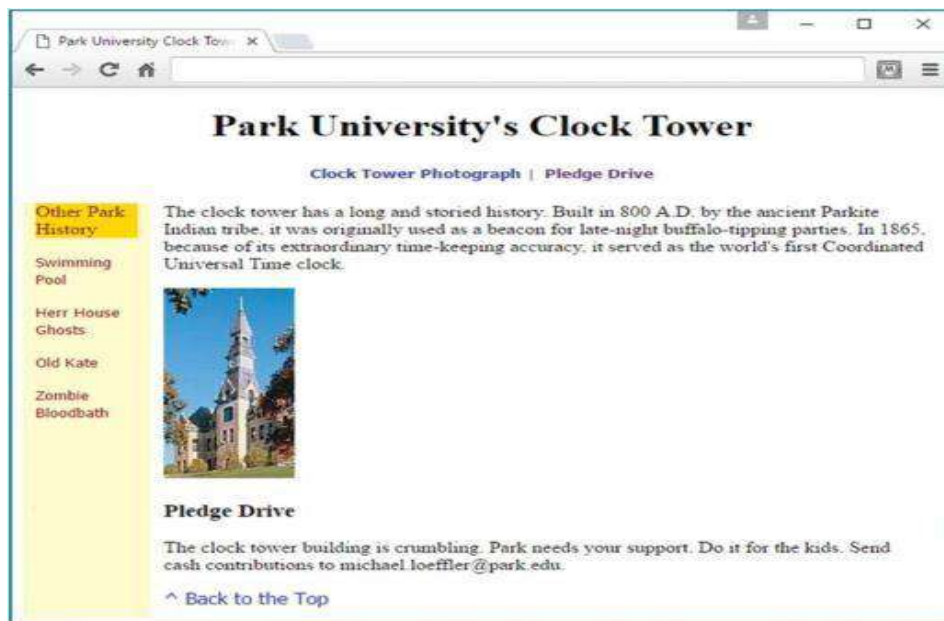 Park University Clock Tow
Park University's Clock Tower
Clock Tower Photograph | Pledge Drive
Other Park
History
Swimming
Pool
Herr House
Ghosts
Old Kate
Zombie
Bloodbath
The clock tower has a long and storied history. Built in 800 A.D. by the ancient Parkite
Indian tribe, it was originally used as a beacon for late-night buffalo-tipping parties. In 1865,
because of its extraordinary time-keeping accuracy, it served as the world's first Coordinated
Universal Time clock.
Pledge Drive
The clock tower building is crumbling. Park needs your support. Do it for the kids. Send
cash contributions to michael.loeffler@park.edu.
^ Back to the Top